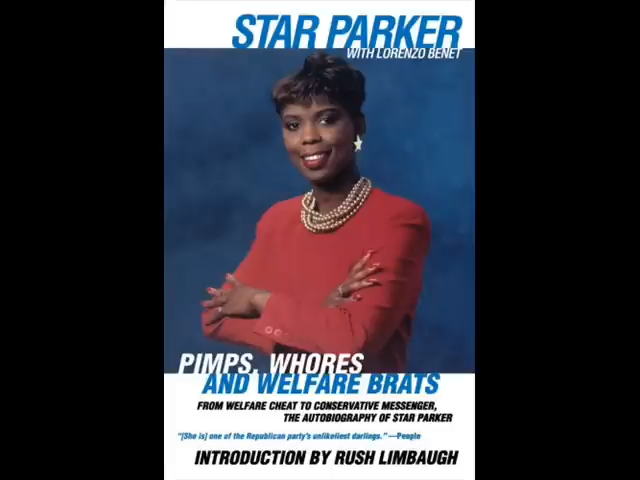 STAR PARKER
WITH LORENZO BENET
PIMPS, WHORES
AND WELFARE BRATS
FROM WELFARE CHEAT TO CONSERVATIVE MESSENGER,
THE AUTOBIOGRAPHY OF STAR PARKER
"[She is] one of the Republican party's unlikeliest darlings." —People
INTRODUCTION BY RUSH LIMBAUGH